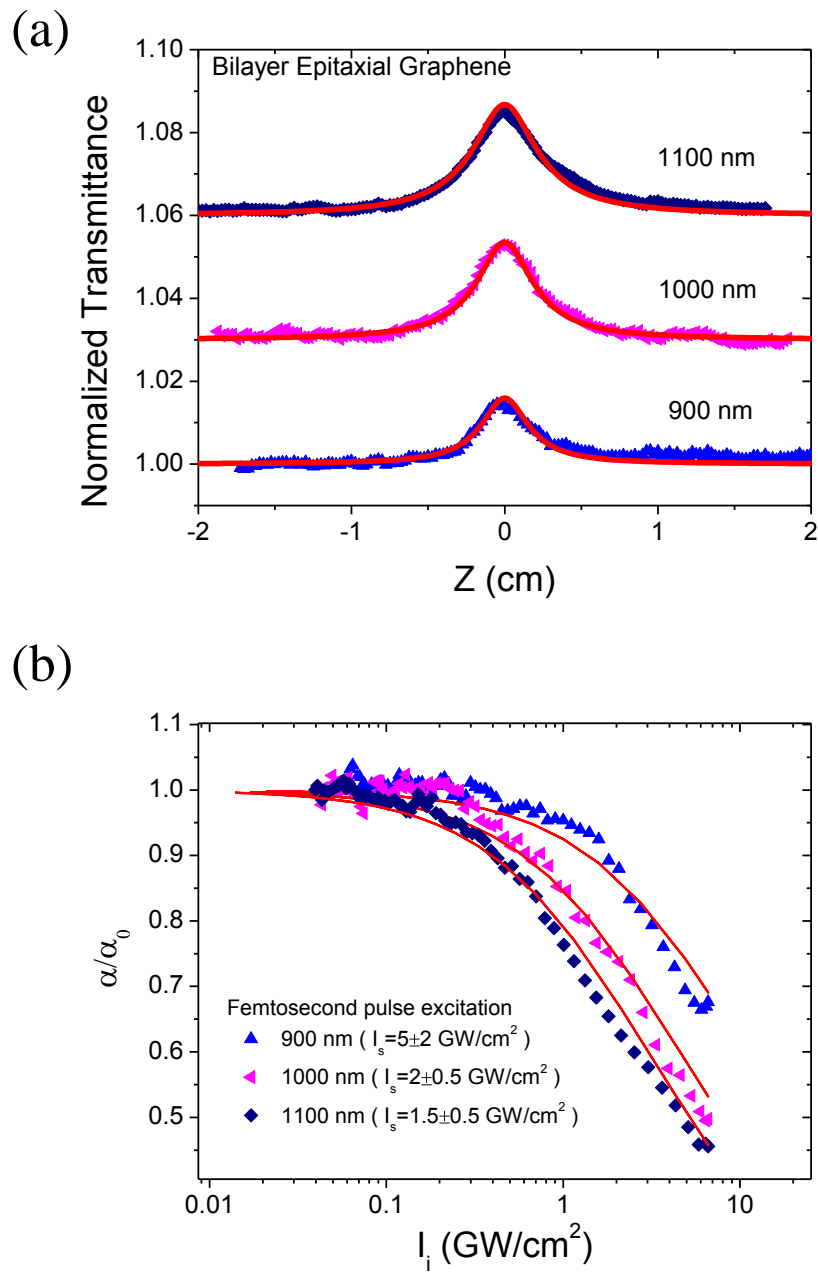 (a)
1.10
1.08
1.06
1.04
1.02
1.00
Normalized Transmittance
Bilayer Epitaxial Graphene
1100 nm
1000 nm
900 nm
-2 -1 0 1 2
Z (cm)
(b)
1.1
1.0
0.9
0.8
0.7
0.6
0.5
α/α₀
Femtosecond pulse excitation
900 nm ( Iₛ=5±2 GW/cm² )
1000 nm ( Iₛ=2±0.5 GW/cm² )
1100 nm ( Iₛ=1.5±0.5 GW/cm² )
0.01 0.1 1 10
Iᵢ (GW/cm²)